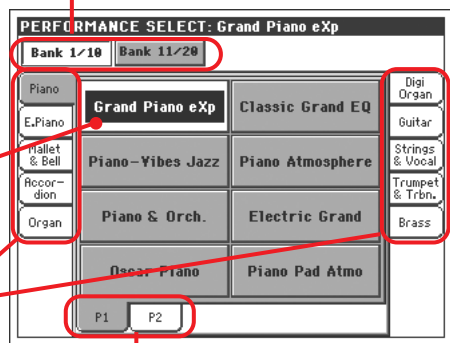 PERFORMANCE SELECT: Grand Piano eXp
Bank 1/10
Bank 11/20
Piano
E.Piano
Mallet
& Bell
Accor-
dion
Organ
Grand Piano eXp
Classic Grand EQ
Piano-Vibes Jazz
Piano Atmosphere
Piano & Orch.
Electric Grand
Oscar Piano
Piano Pad Atmo
Digi
Organ
Guitar
Strings
& Vocal
Trumpet
& Trbn.
Brass
P1
P2